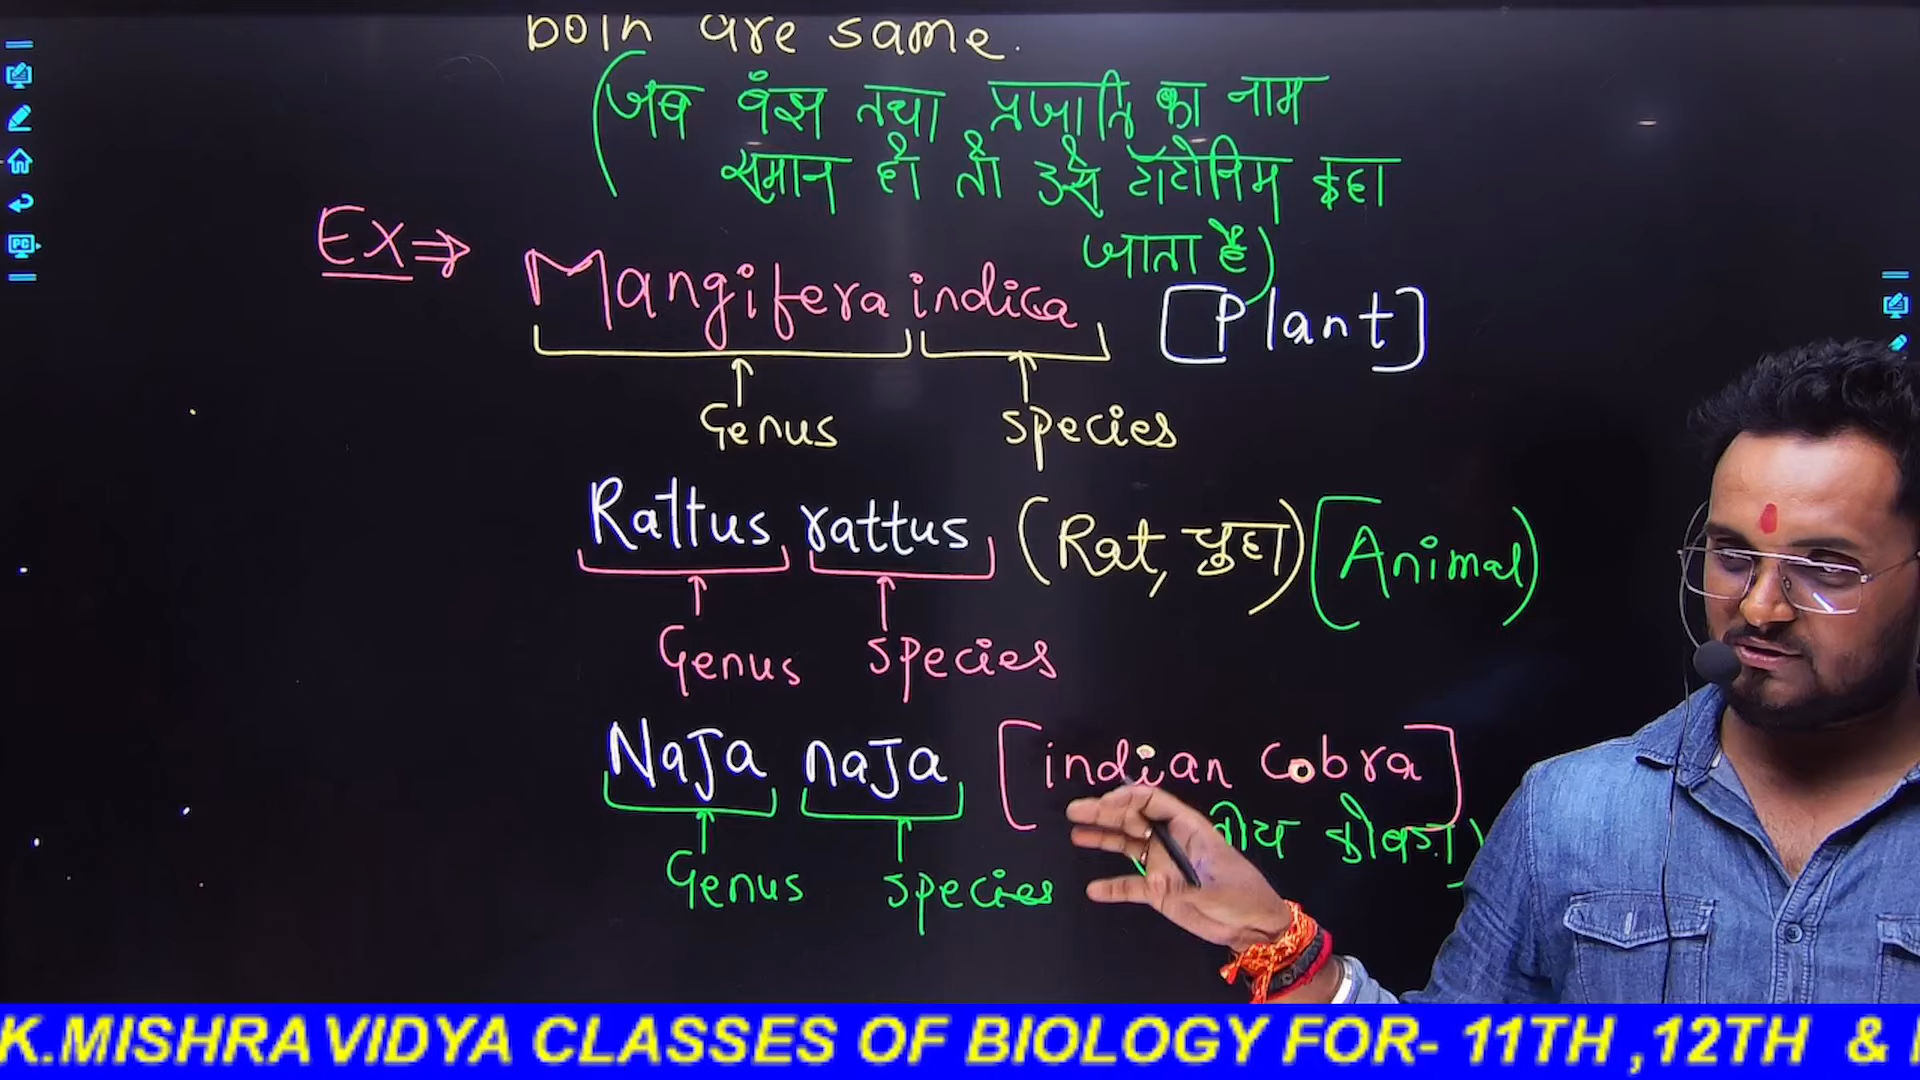 both are same.
(जब वंश तथा प्रजाति का नाम
समान हो तो उसे टॉटोनिम कहा
जाता है)
Ex⇒ Mangifera indica [Plant]
Genus species
Rattus rattus (Rat, चुहा) (Animal)
Genus species
Naja naja [indian cobra]
कोबरा)
Genus species
K.MISHRA VIDYA CLASSES OF BIOLOGY FOR- 11TH ,12TH &